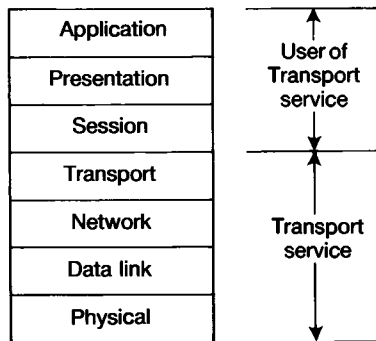 Application
Presentation
Session
Transport
Network
Data link
Physical
User of
Transport
service
Transport
service